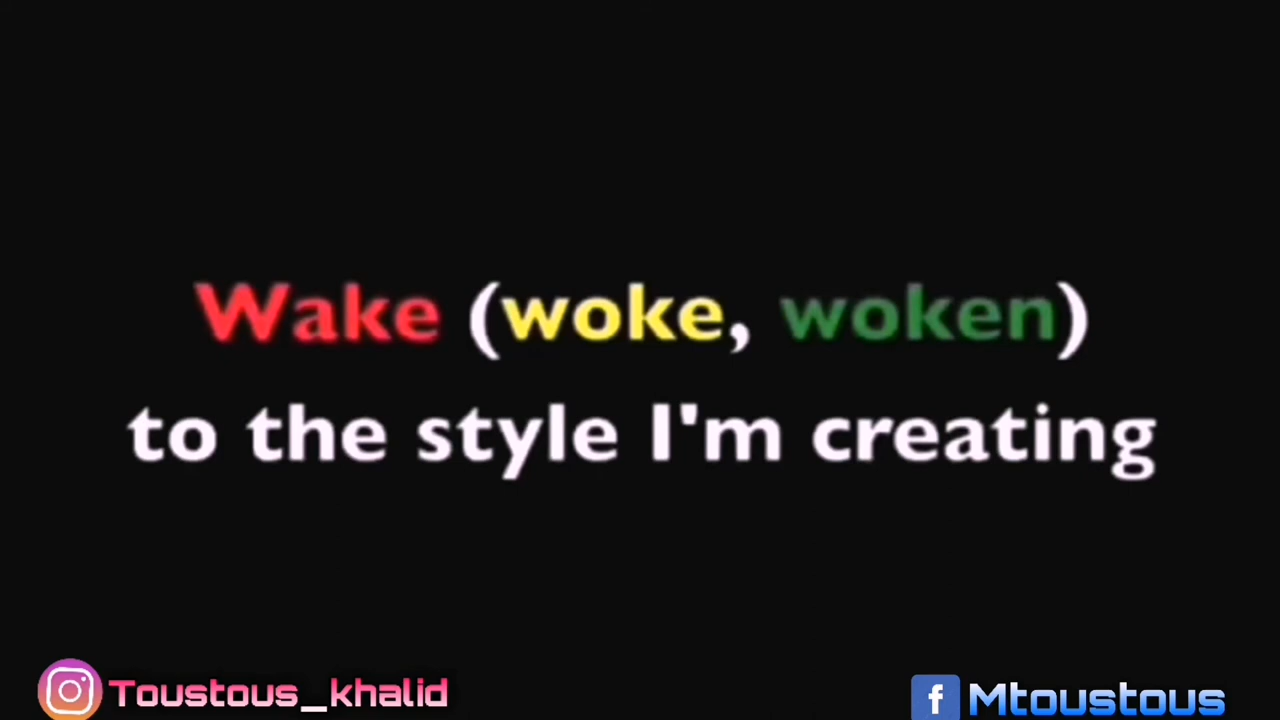 Wake (woke, woken)
to the style I'm creating
Toustous_khalid
Mtoustous